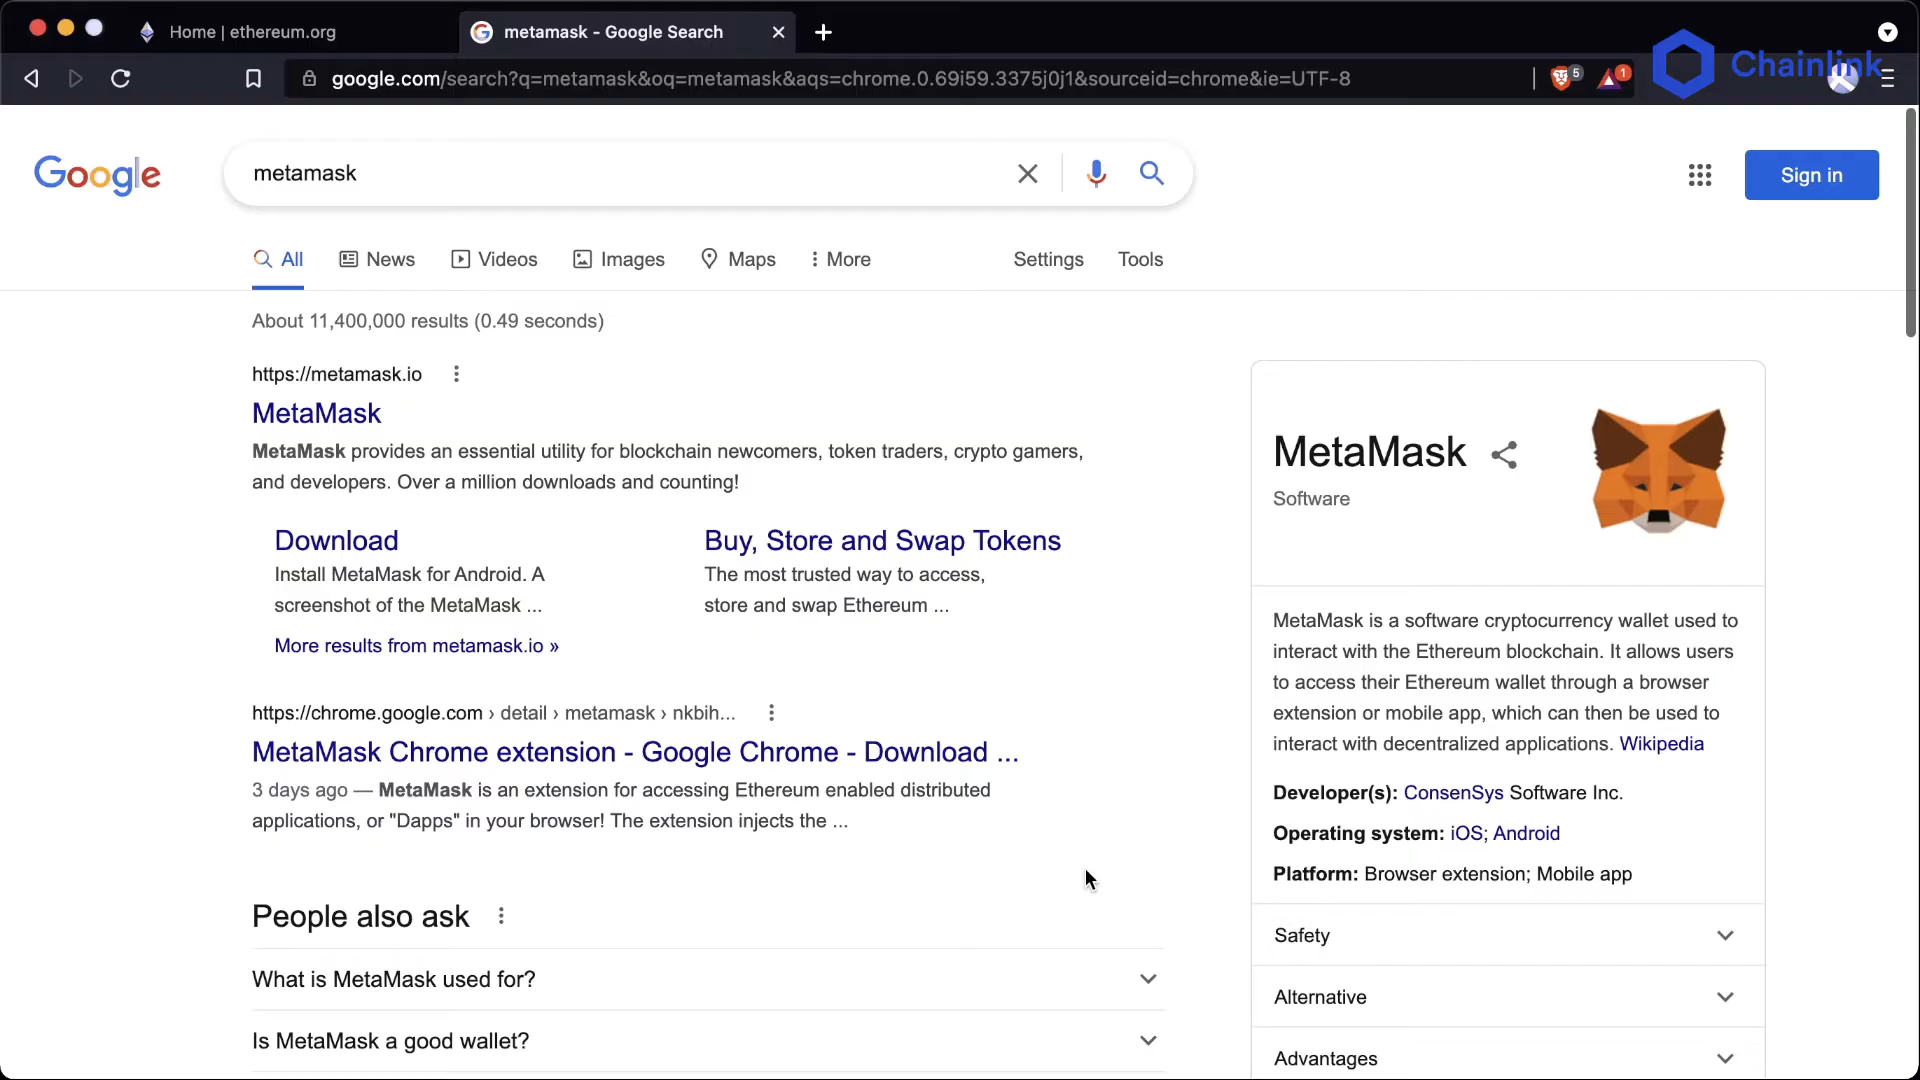 Home | ethereum.org
metamask - Google Search
google.com/search?q=metamask&oq=metamask&aqs=chrome.0.69i59.3375j0j1&sourceid=chrome&ie=UTF-8
5
1
Chainlink
Google
metamask
Sign in
All
News
Videos
Images
Maps
More
Settings
Tools
About 11,400,000 results (0.49 seconds)
https://metamask.io
MetaMask
MetaMask provides an essential utility for blockchain newcomers, token traders, crypto gamers,
and developers. Over a million downloads and counting!
Download
Install MetaMask for Android. A
screenshot of the MetaMask ...
Buy, Store and Swap Tokens
The most trusted way to access,
store and swap Ethereum ...
More results from metamask.io »
https://chrome.google.com › detail › metamask › nkbih...
MetaMask Chrome extension - Google Chrome - Download ...
3 days ago — MetaMask is an extension for accessing Ethereum enabled distributed
applications, or "Dapps" in your browser! The extension injects the ...
People also ask
What is MetaMask used for?
Is MetaMask a good wallet?
MetaMask
Software
MetaMask is a software cryptocurrency wallet used to
interact with the Ethereum blockchain. It allows users
to access their Ethereum wallet through a browser
extension or mobile app, which can then be used to
interact with decentralized applications. Wikipedia
Developer(s): ConsenSys Software Inc.
Operating system: iOS; Android
Platform: Browser extension; Mobile app
Safety
Alternative
Advantages